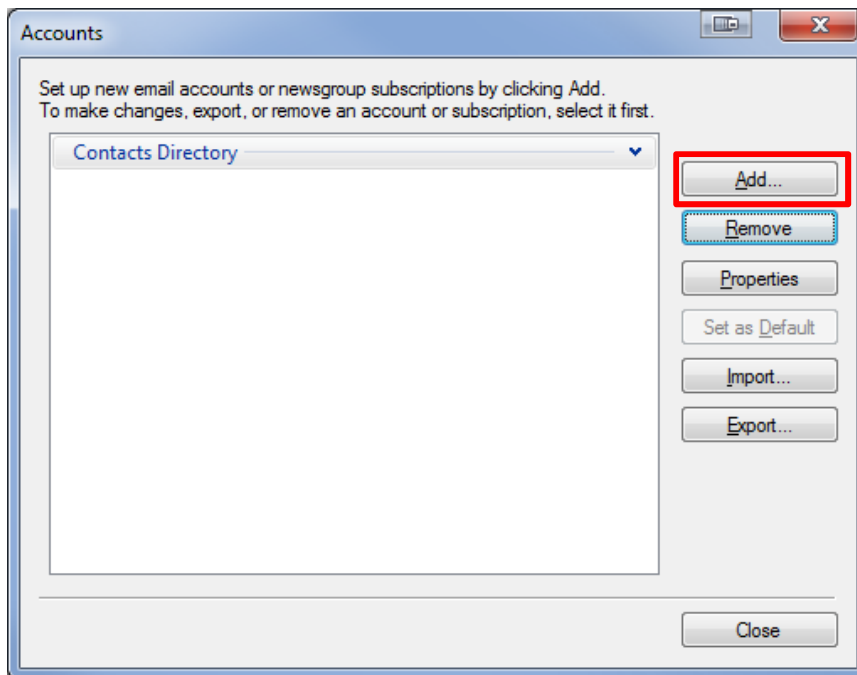 Accounts
Set up new email accounts or newsgroup subscriptions by clicking Add.
To make changes, export, or remove an account or subscription, select it first.
Contacts Directory
Add...
Remove
Properties
Set as Default
Import...
Export...
Close